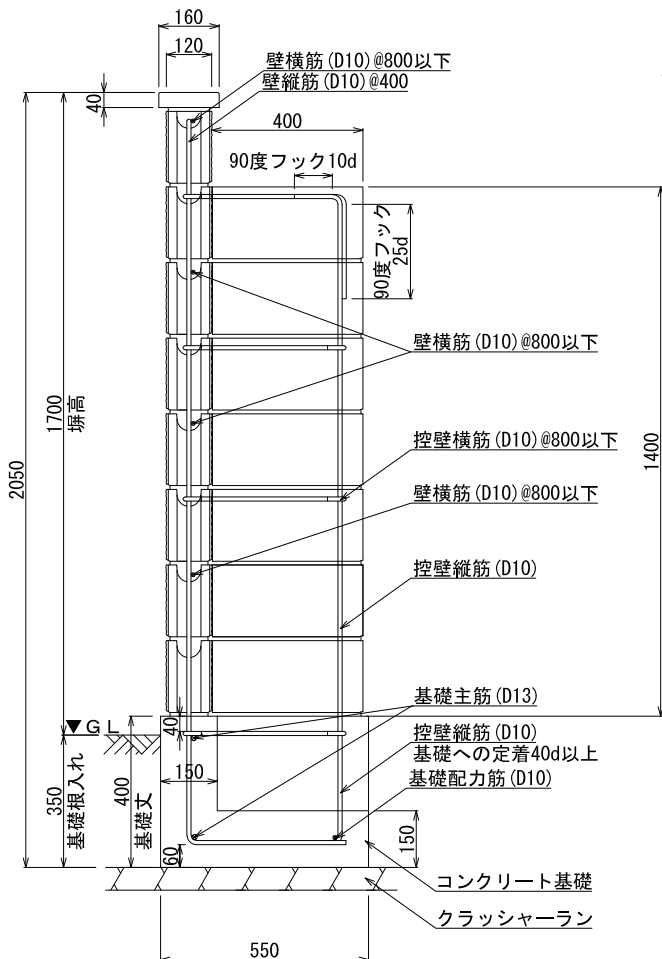 160
120
壁横筋(D10)@800以下
壁縦筋(D10)@400
40
400
90度フック10d
90度フック
25d
壁横筋(D10)@800以下
1700
塀高
控壁横筋(D10)@800以下
1400
2050
壁横筋(D10)@800以下
控壁縦筋(D10)
基礎主筋(D13)
▼GL
40
控壁縦筋(D10)
基礎への定着40d以上
150
基礎配力筋(D10)
350
基礎根入れ
400
基礎丈
150
60
コンクリート基礎
クラッシャーラン
550